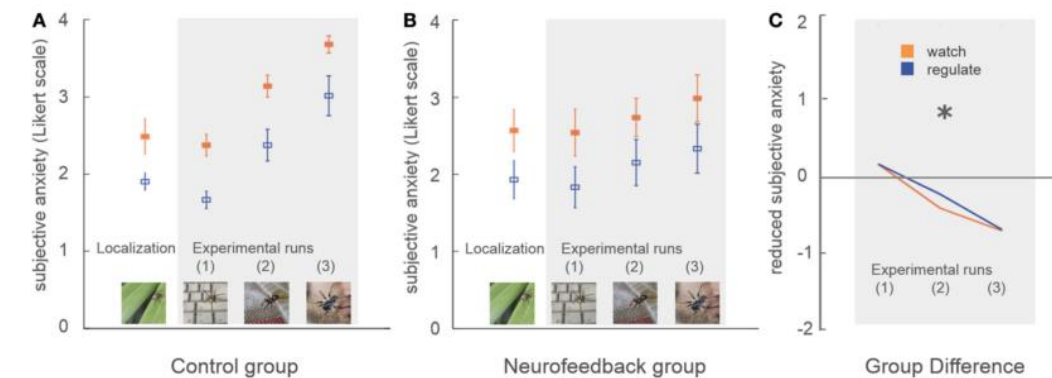 A
subjective anxiety (Likert scale)
4
3
2
1
0
Localization
Experimental runs
(1)
(2)
(3)
Control group
B
subjective anxiety (Likert scale)
4
3
2
1
0
Localization
Experimental runs
(1)
(2)
(3)
Neurofeedback group
C
reduced subjective anxiety
2
1
0
-1
-2
watch
regulate
*
Experimental runs
(1)
(2)
(3)
Group Difference